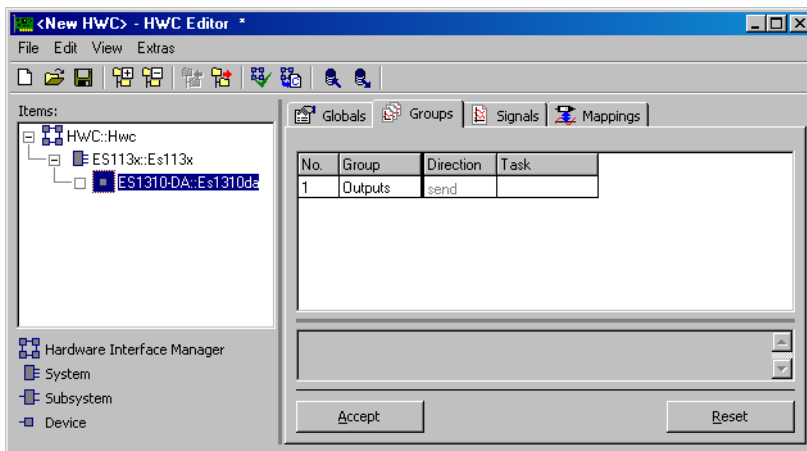 <New HWC> - HWC Editor *
File Edit View Extras
Items:
HWC::Hwc
ES113x::Es113x
ES1310-DA::Es1310da
Hardware Interface Manager
System
Subsystem
Device
Globals Groups Signals Mappings
No. Group Direction Task
1 Outputs send
Accept Reset